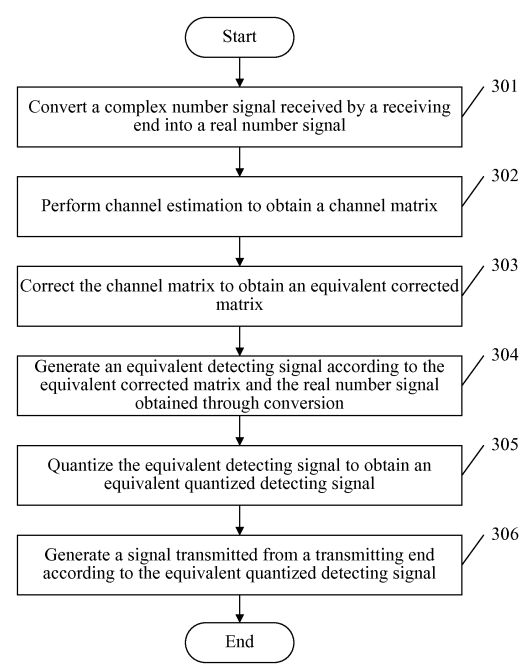 Start
301
Convert a complex number signal received by a receiving
end into a real number signal
302
Perform channel estimation to obtain a channel matrix
303
Correct the channel matrix to obtain an equivalent corrected
matrix
304
Generate an equivalent detecting signal according to the
equivalent corrected matrix and the real number signal
obtained through conversion
305
Quantize the equivalent detecting signal to obtain an
equivalent quantized detecting signal
306
Generate a signal transmitted from a transmitting end
according to the equivalent quantized detecting signal
End